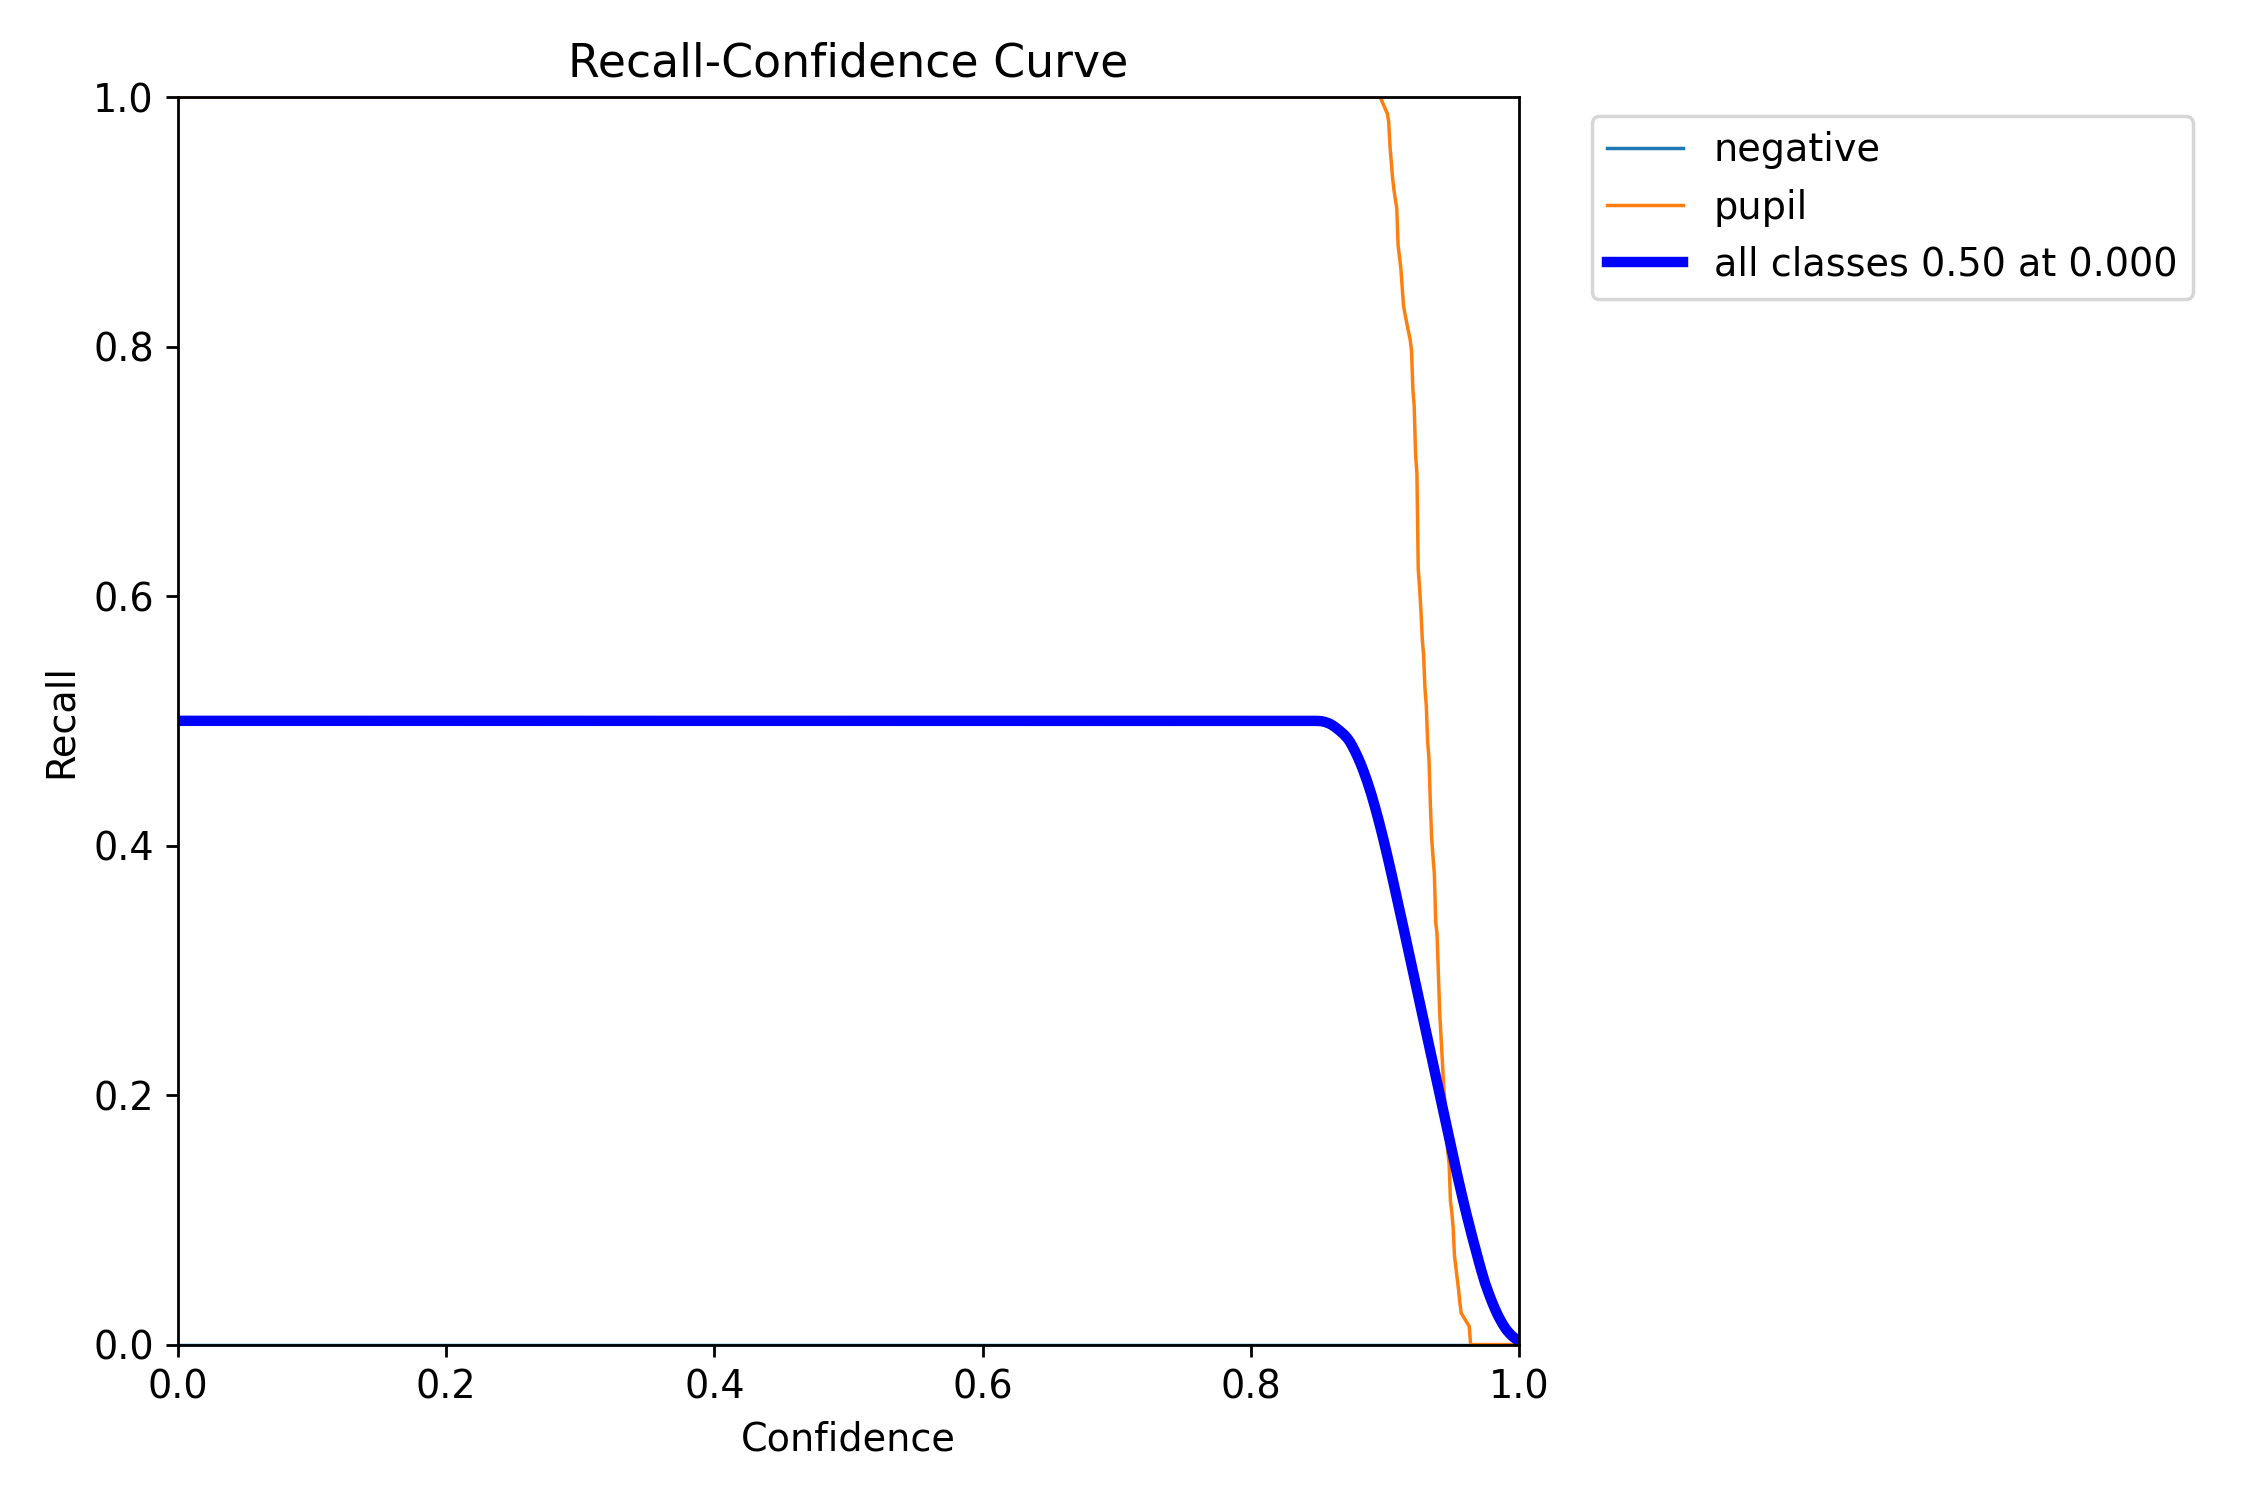 Recall-Confidence Curve
1.0
0.8
0.6
0.4
0.2
0.0
Recall
0.0 0.2 0.4 0.6 0.8 1.0
Confidence
negative
pupil
all classes 0.50 at 0.000